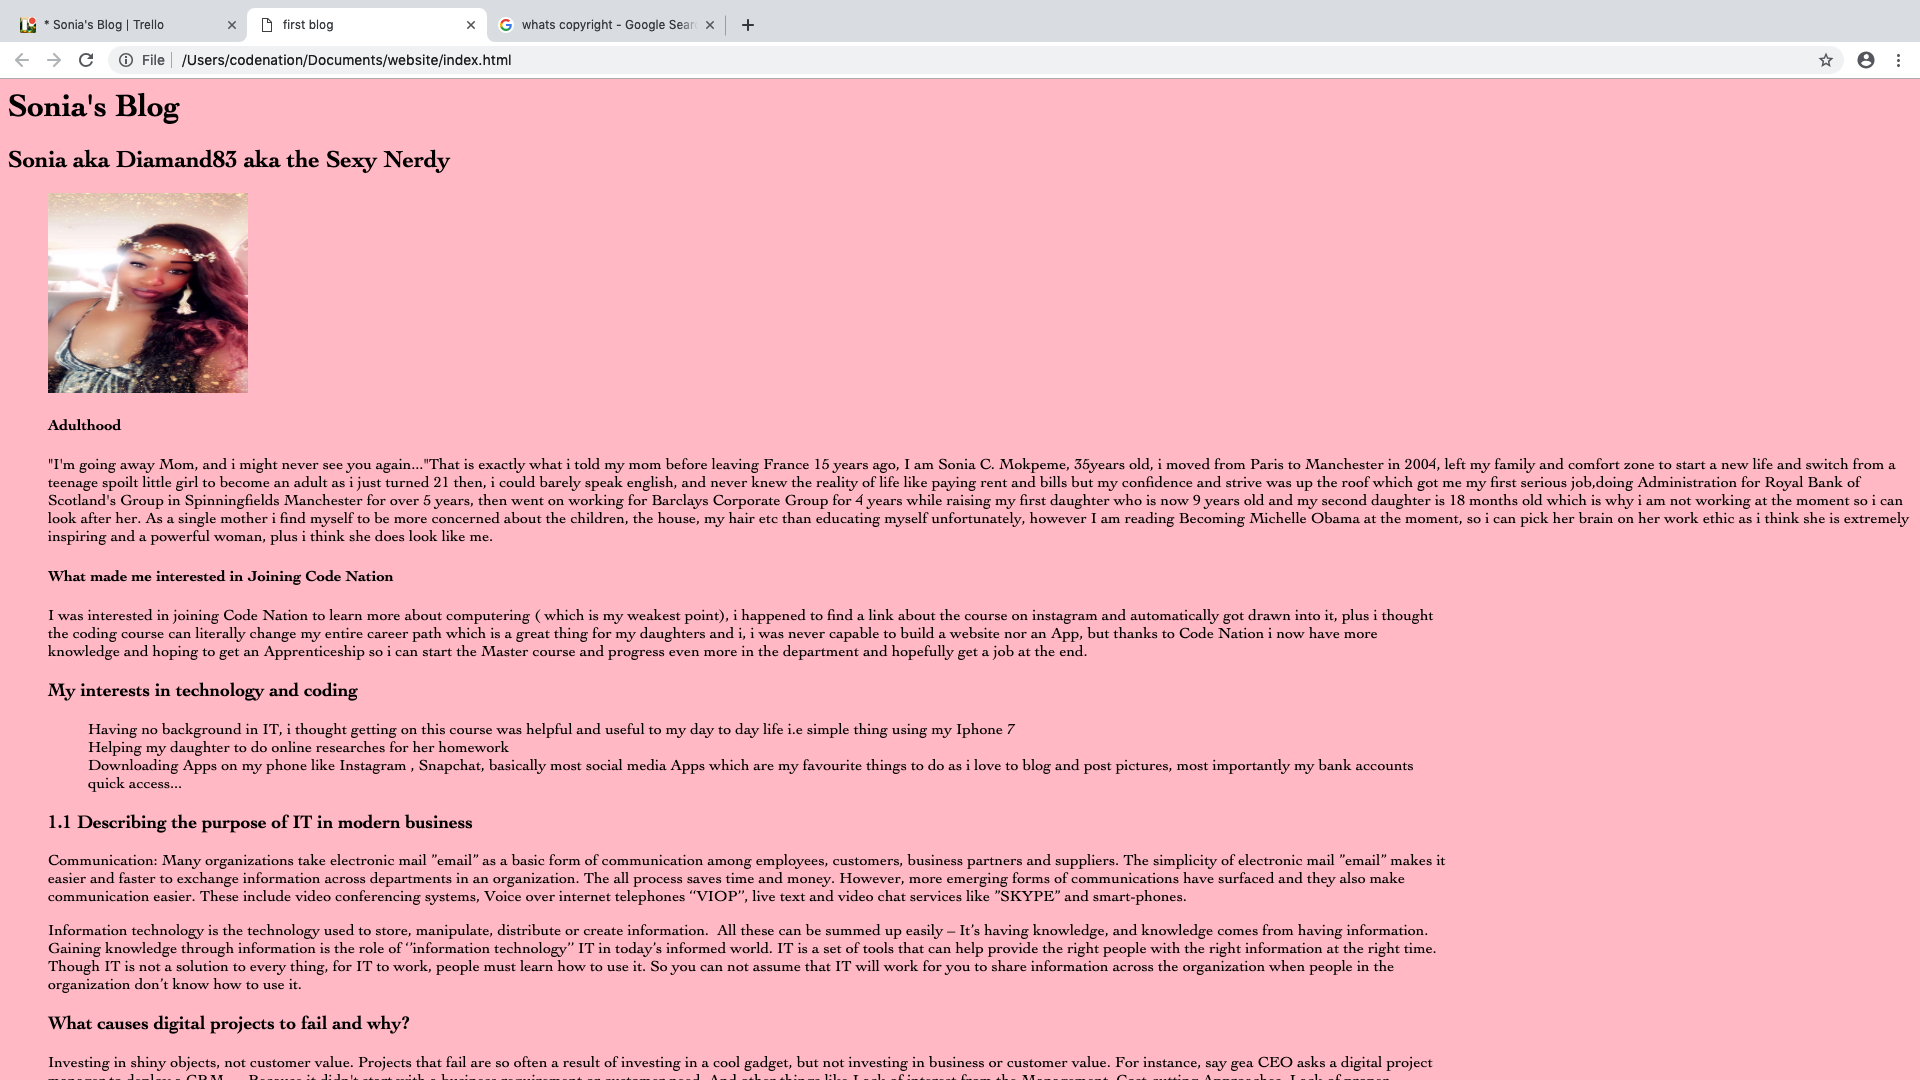 * Sonia's Blog | Trello
first blog
whats copyright - Google Sear
File
/Users/codenation/Documents/website/index.html
Sonia's Blog
Sonia aka Diamand83 aka the Sexy Nerdy
Adulthood
"I'm going away Mom, and i might never see you again..."That is exactly what i told my mom before leaving France 15 years ago, I am Sonia C. Mokpeme, 35years old, i moved from Paris to Manchester in 2004, left my family and comfort zone to start a new life and switch from a
teenage spoilt little girl to become an adult as i just turned 21 then, i could barely speak english, and never knew the reality of life like paying rent and bills but my confidence and strive was up the roof which got me my first serious job,doing Administration for Royal Bank of
Scotland's Group in Spinningfields Manchester for over 5 years, then went on working for Barclays Corporate Group for 4 years while raising my first daughter who is now 9 years old and my second daughter is 18 months old which is why i am not working at the moment so i can
look after her. As a single mother i find myself to be more concerned about the children, the house, my hair etc than educating myself unfortunately, however I am reading Becoming Michelle Obama at the moment, so i can pick her brain on her work ethic as i think she is extremely
inspiring and a powerful woman, plus i think she does look like me.
What made me interested in Joining Code Nation
I was interested in joining Code Nation to learn more about computering ( which is my weakest point), i happened to find a link about the course on instagram and automatically got drawn into it, plus i thought
the coding course can literally change my entire career path which is a great thing for my daughters and i, i was never capable to build a website nor an App, but thanks to Code Nation i now have more
knowledge and hoping to get an Apprenticeship so i can start the Master course and progress even more in the department and hopefully get a job at the end.
My interests in technology and coding
Having no background in IT, i thought getting on this course was helpful and useful to my day to day life i.e simple thing using my Iphone 7
Helping my daughter to do online researches for her homework
Downloading Apps on my phone like Instagram , Snapchat, basically most social media Apps which are my favourite things to do as i love to blog and post pictures, most importantly my bank accounts
quick access...
1.1 Describing the purpose of IT in modern business
Communication: Many organizations take electronic mail ”email” as a basic form of communication among employees, customers, business partners and suppliers. The simplicity of electronic mail ”email” makes it
easier and faster to exchange information across departments in an organization. The all process saves time and money. However, more emerging forms of communications have surfaced and they also make
communication easier. These include video conferencing systems, Voice over internet telephones ‘‘VIOP’’, live text and video chat services like ”SKYPE” and smart-phones.
Information technology is the technology used to store, manipulate, distribute or create information.  All these can be summed up easily – It’s having knowledge, and knowledge comes from having information.
Gaining knowledge through information is the role of ‘’information technology’’ IT in today’s informed world. IT is a set of tools that can help provide the right people with the right information at the right time.
Though IT is not a solution to every thing, for IT to work, people must learn how to use it. So you can not assume that IT will work for you to share information across the organization when people in the
organization don’t know how to use it.
What causes digital projects to fail and why?
Investing in shiny objects, not customer value. Projects that fail are so often a result of investing in a cool gadget, but not investing in business or customer value. For instance, say gea CEO asks a digital project